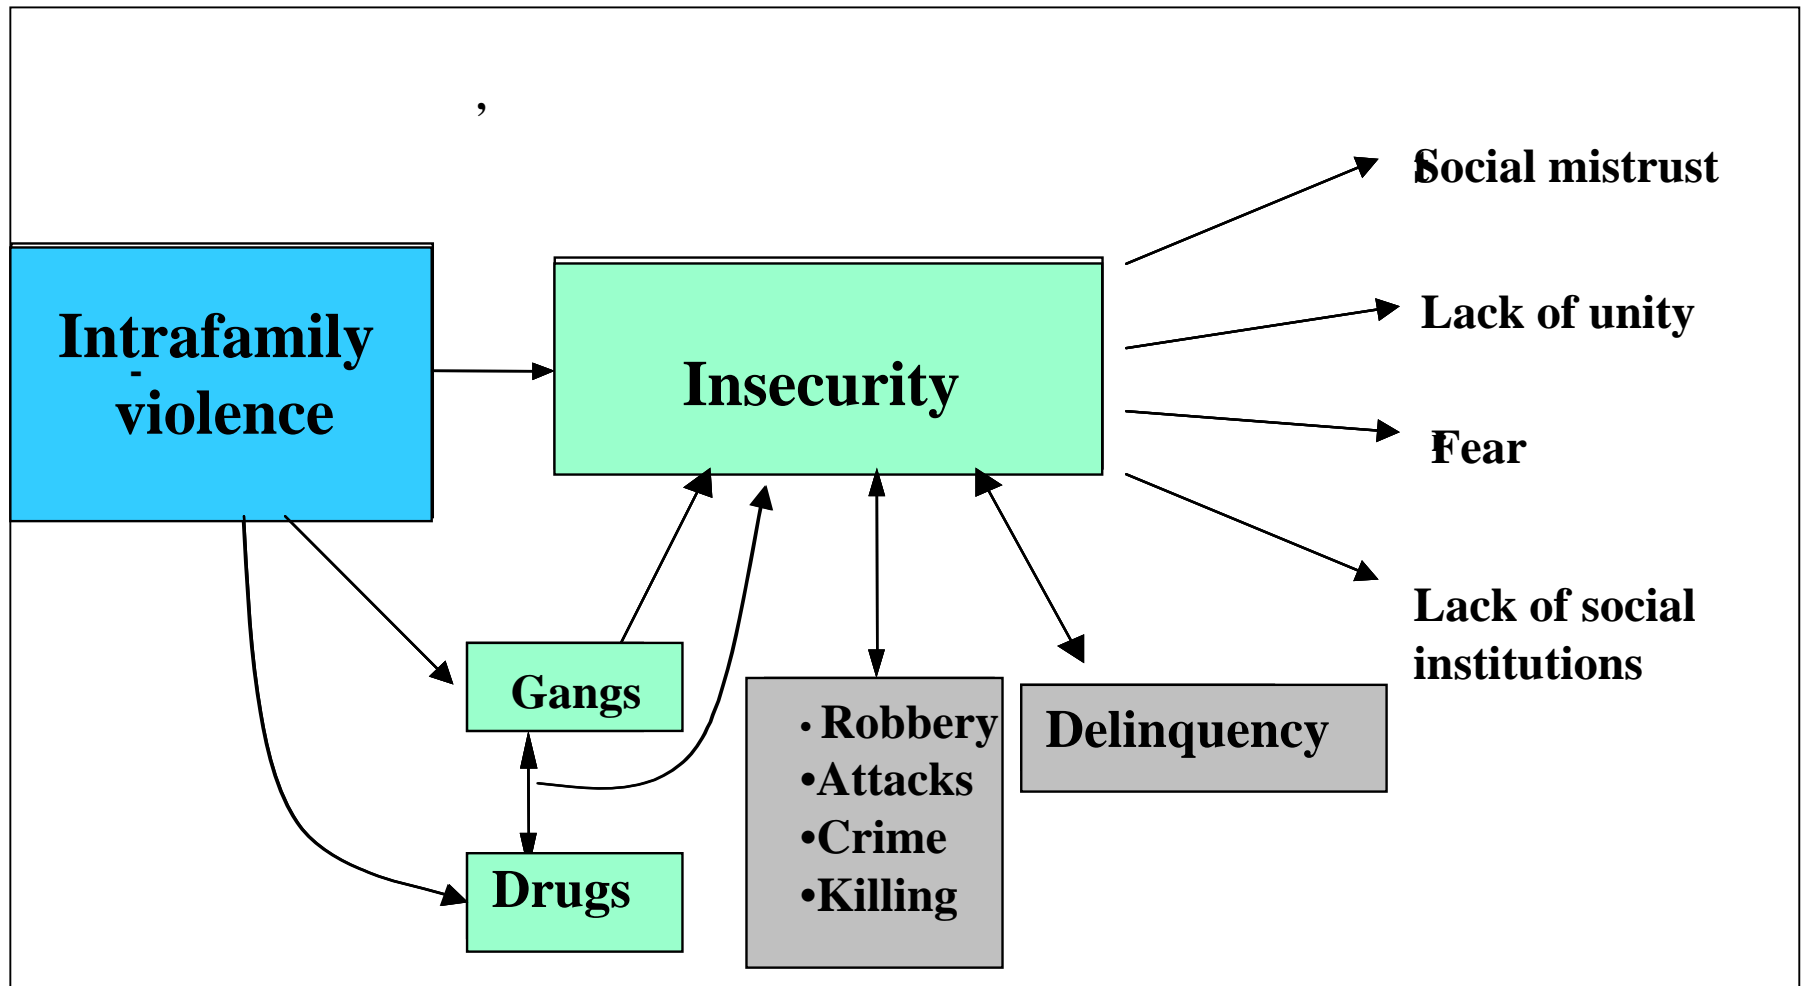 ,
Social mistrust
Intrafamily
-
violence
Insecurity
Lack of unity
Fear
Lack of social
institutions
Gangs
Drugs
• Robbery
•Attacks
•Crime
•Killing
Delinquency